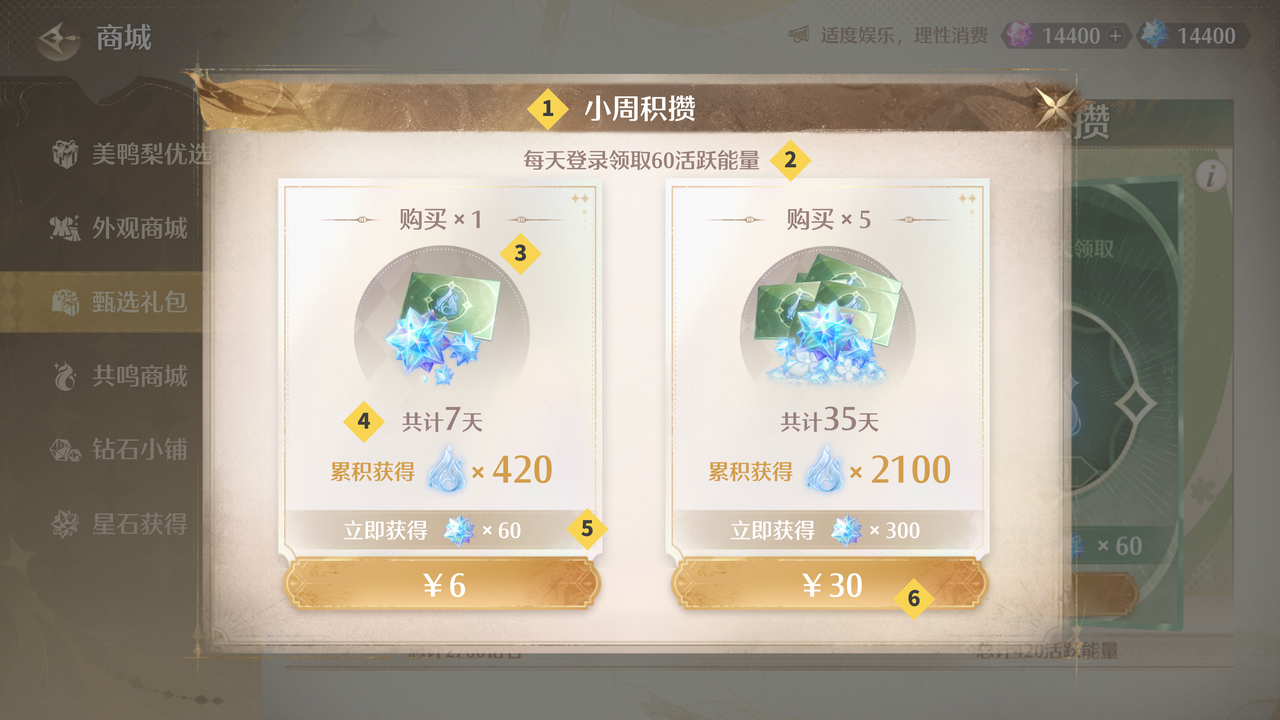 商城
适度娱乐，理性消费
14400 +
14400
美鸭梨优选
外观商城
甄选礼包
共鸣商城
钻石小铺
星石获得
1 小周积攒
每天登录领取60活跃能量 2
购买×1
3
4 共计7天
累积获得 ×420
立即获得 ×60 5
￥6
购买×5
共计35天
累积获得 ×2100
立即获得 ×300
￥30 6
攒
i
天领取
×60
总计420活跃能量